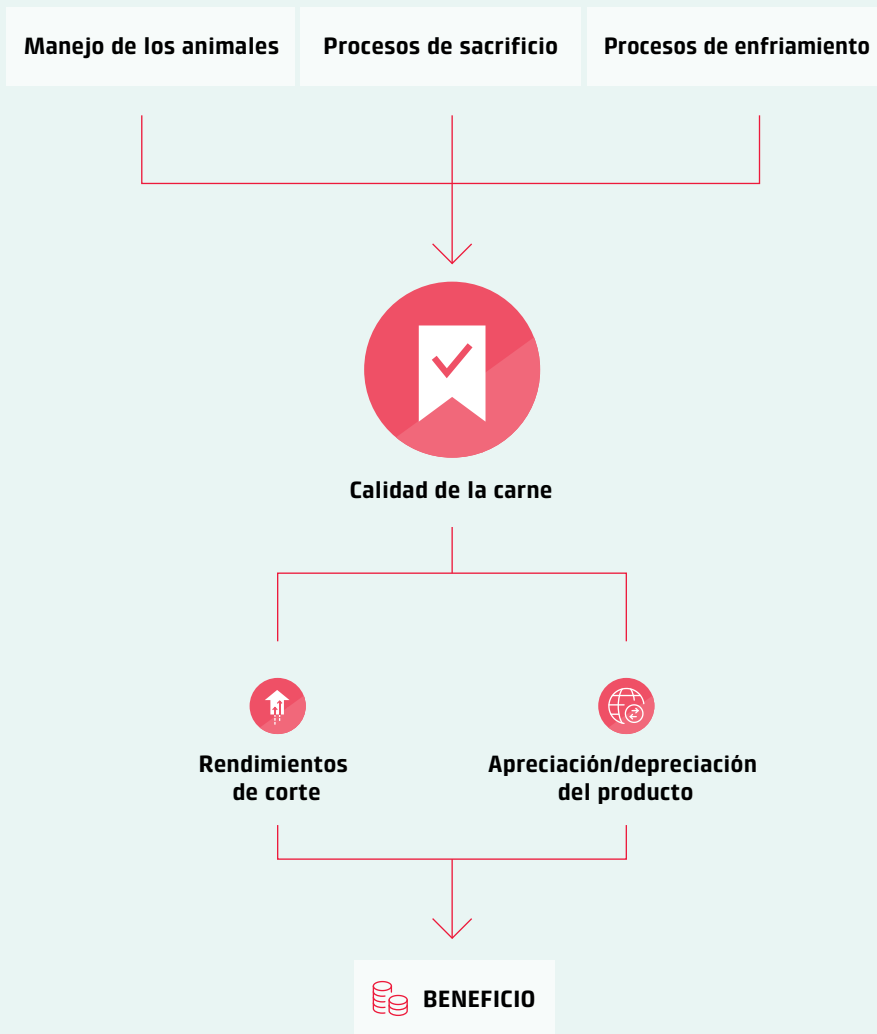 Manejo de los animales
Procesos de sacrificio
Procesos de enfriamiento
Calidad de la carne
Rendimientos
de corte
Apreciación/depreciación
del producto
BENEFICIO